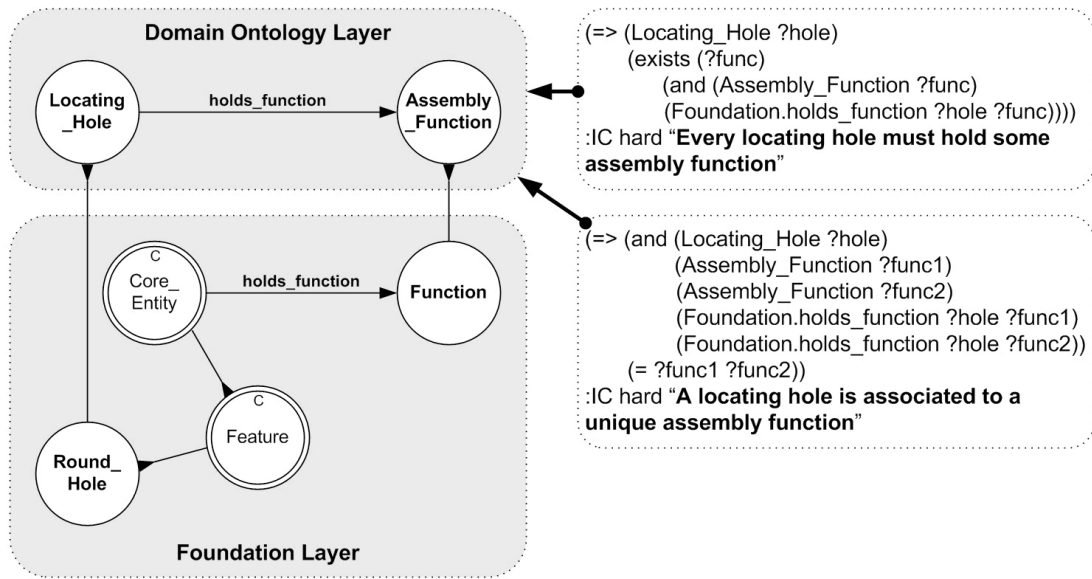 Domain Ontology Layer
Locating
_Hole
holds_function
Assembly
_Function
C
Core_
Entity
holds_function
Function
C
Feature
Round_
Hole
Foundation Layer
(=> (Locating_Hole ?hole)
(exists (?func)
(and (Assembly_Function ?func)
(Foundation.holds_function ?hole ?func))))
:IC hard “Every locating hole must hold some
assembly function”
(=> (and (Locating_Hole ?hole)
(Assembly_Function ?func1)
(Assembly_Function ?func2)
(Foundation.holds_function ?hole ?func1)
(Foundation.holds_function ?hole ?func2))
(= ?func1 ?func2))
:IC hard “A locating hole is associated to a
unique assembly function”